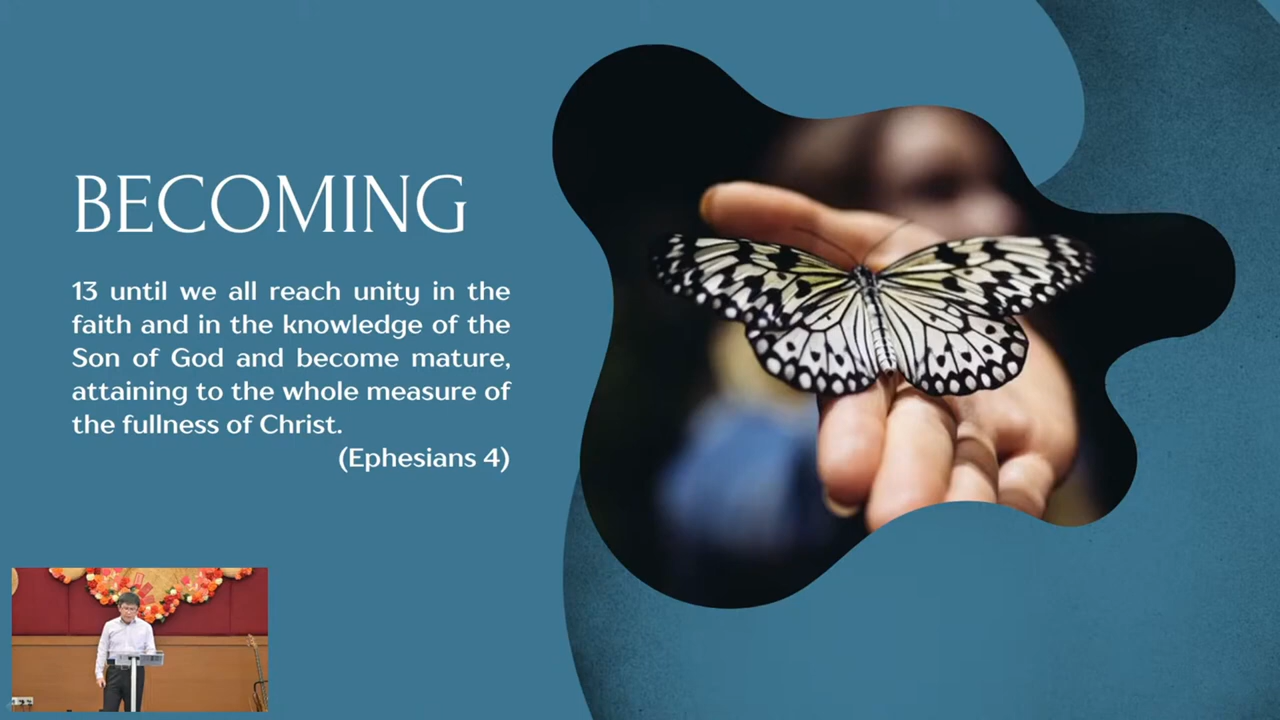 BECOMING
13 until we all reach unity in the
faith and in the knowledge of the
Son of God and become mature,
attaining to the whole measure of
the fullness of Christ.
(Ephesians 4)